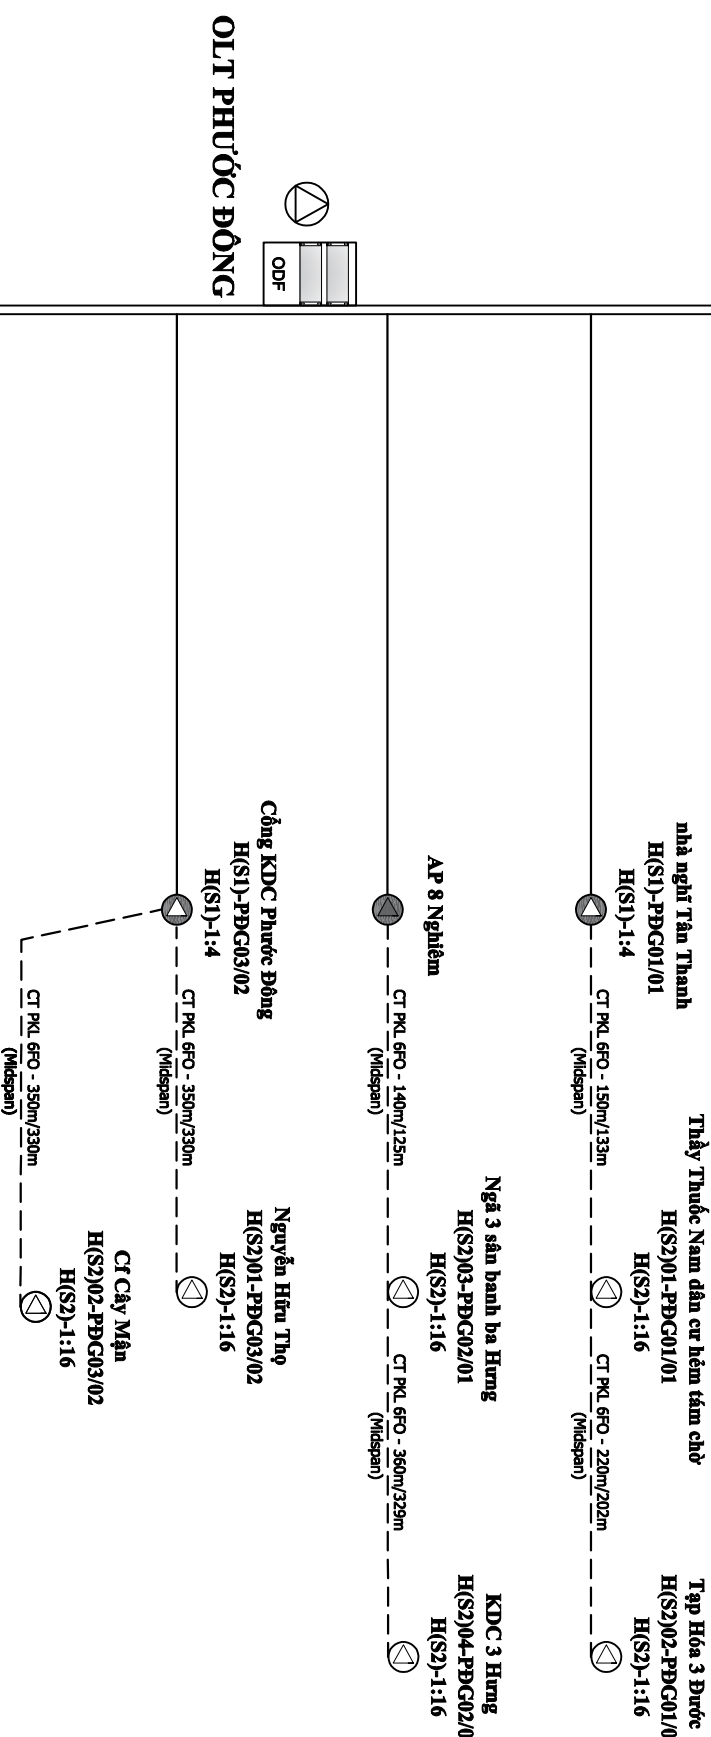 nhà nghĩ Tân Thanh
H(S1)-PĐG01/01
H(S1)-1:4
CT PKL 6FO - 150m/133m
(Midspan)
Thầy Thuốc Nam dân cư hẻm tám chờ
H(S2)01-PĐG01/01
H(S2)-1:16
CT PKL 6FO - 220m/202m
(Midspan)
Tạp Hóa 3 Đước
H(S2)02-PĐG01/0
H(S2)-1:16
AP 8 Nghiêm
CT PKL 6FO - 140m/125m
(Midspan)
Ngã 3 sân banh ba Hưng
H(S2)03-PĐG02/01
H(S2)-1:16
CT PKL 6FO - 360m/329m
(Midspan)
KDC 3 Hưng
H(S2)04-PĐG02/0
H(S2)-1:16
ODF
OLT PHƯỚC ĐÔNG
Cổng KDC Phước Đông
H(S1)-PĐG03/02
H(S1)-1:4
CT PKL 6FO - 350m/330m
(Midspan)
Nguyễn Hữu Thọ
H(S2)01-PĐG03/02
H(S2)-1:16
CT PKL 6FO - 350m/330m
(Midspan)
Cf Cây Mận
H(S2)02-PĐG03/02
H(S2)-1:16